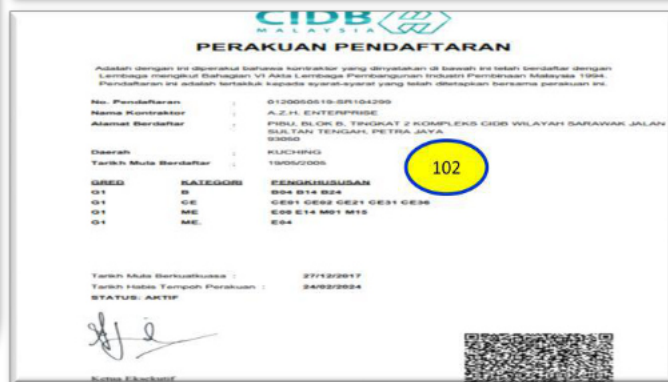 CIDB
MALAYSIA
PERAKUAN PENDAFTARAN
Adalah dengan ini diperakui bahawa kontraktor yang dinyatakan di bawah ini telah berdaftar dengan
Lembaga mengikut Bahagian VI Akta Lembaga Pembangunan Industri Pembinaan Malaysia 1994.
Pendaftaran ini adalah tertakluk kepada syarat-syarat yang telah ditetapkan bersama perakuan ini.
No. Pendaftaran : 0120050519-SR104299
Nama Kontraktor : A.Z.H. ENTERPRISE
Alamat Berdaftar : PIBU, BLOK B, TINGKAT 2 KOMPLEKS CIDB WILAYAH SARAWAK JALAN
SULTAN TENGAH, PETRA JAYA
93050
Daerah : KUCHING
Tarikh Mula Berdaftar : 19/05/2005
102
GRED KATEGORI PENGKHUSUSAN
G1 B B04 B14 B24
G1 CE CE01 CE02 CE21 CE31 CE36
G1 ME E08 E14 M01 M15
G1 ME. E04
Tarikh Mula Berkuatkuasa : 27/12/2017
Tarikh Habis Tempoh Perakuan : 24/02/2024
STATUS: AKTIF
Ketua Eksekutif